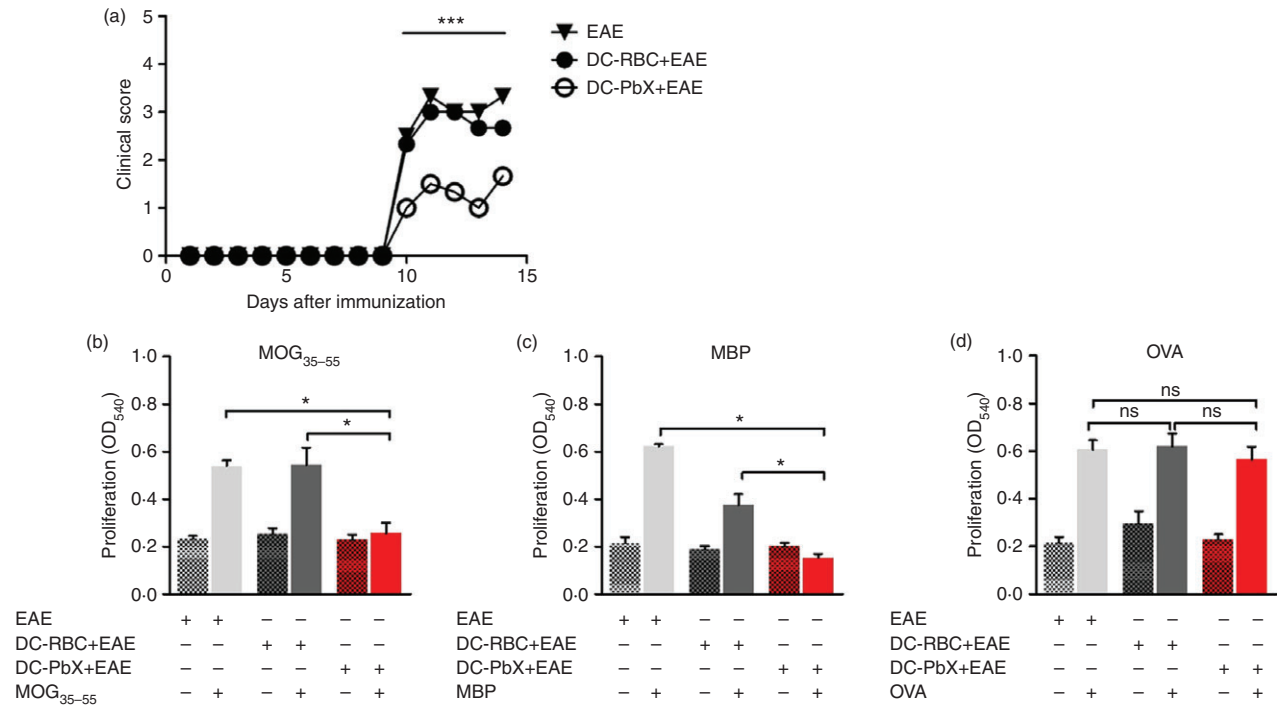 (a)
5
4
3
2
1
0
Clinical score
0 5 10 15
Days after immunization
***
EAE
DC-RBC+EAE
DC-PbX+EAE
(b)
MOG35–55
1·0
0·8
0·6
0·4
0·2
0·0
Proliferation (OD540)
*
*
EAE + + – – – –
DC-RBC+EAE – – + + – –
DC-PbX+EAE – – – – + +
MOG35–55 – + – + – +
(c)
MBP
1·0
0·8
0·6
0·4
0·2
0·0
Proliferation (OD540)
*
*
EAE + + – – – –
DC-RBC+EAE – – + + – –
DC-PbX+EAE – – – – + +
MBP – + – + – +
(d)
OVA
1·0
0·8
0·6
0·4
0·2
0·0
Proliferation (OD540)
ns
ns ns
EAE + + – – – –
DC-RBC+EAE – – + + – –
DC-PbX+EAE – – – – + +
OVA – + – + – +